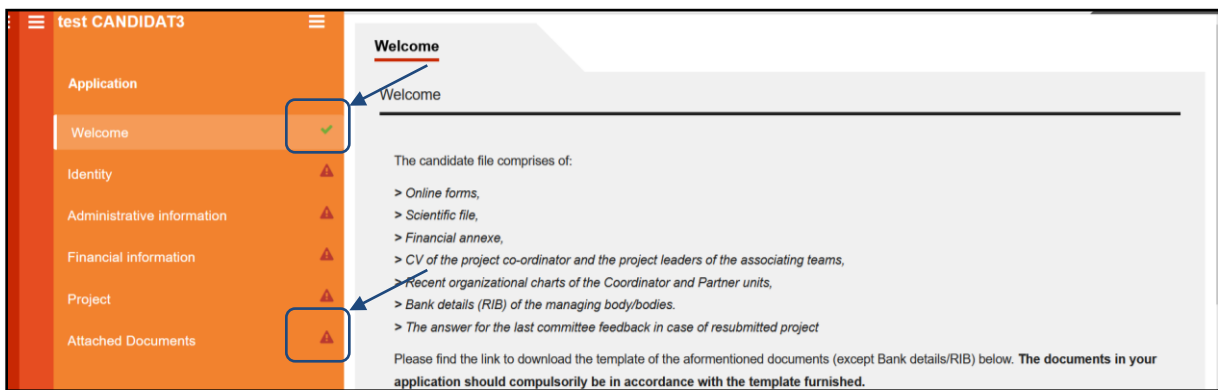 test CANDIDAT3
Application
Welcome
Identity
Administrative information
Financial information
Project
Attached Documents
Welcome
Welcome
The candidate file comprises of:
> Online forms,
> Scientific file,
> Financial annexe,
> CV of the project co-ordinator and the project leaders of the associating teams,
> Recent organizational charts of the Coordinator and Partner units,
> Bank details (RIB) of the managing body/bodies.
> The answer for the last committee feedback in case of resubmitted project
Please find the link to download the template of the aformentioned documents (except Bank details/RIB) below. The documents in your
application should compulsorily be in accordance with the template furnished.